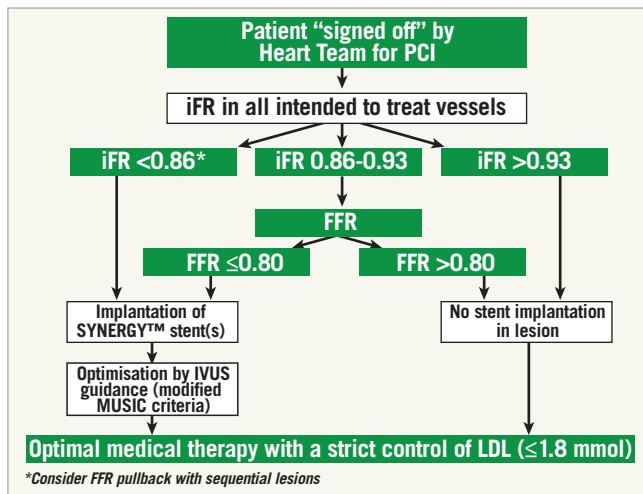 Patient “signed off” by
Heart Team for PCI
iFR in all intended to treat vessels
iFR <0.86*
iFR 0.86-0.93
iFR >0.93
FFR
FFR ≤0.80
FFR >0.80
Implantation of
SYNERGY™ stent(s)
No stent implantation
in lesion
Optimisation by IVUS
guidance (modified
MUSIC criteria)
Optimal medical therapy with a strict control of LDL (≤1.8 mmol)
*Consider FFR pullback with sequential lesions